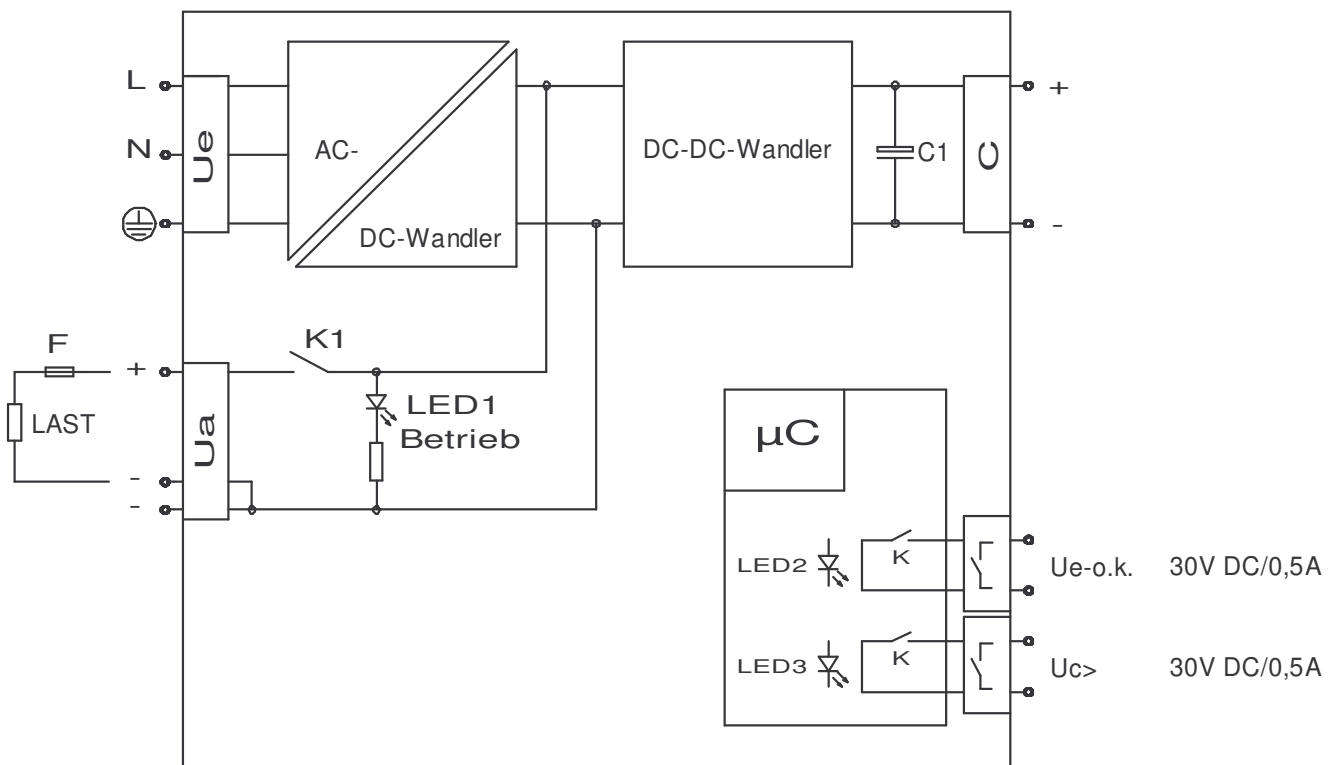 L
N
Ue
AC-
DC-Wandler
DC-DC-Wandler
C1
C
+
-
F
LAST
+
-
-
Ua
K1
LED1
Betrieb
µC
LED2
K
Ue-o.k. 30V DC/0,5A
LED3
K
Uc> 30V DC/0,5A